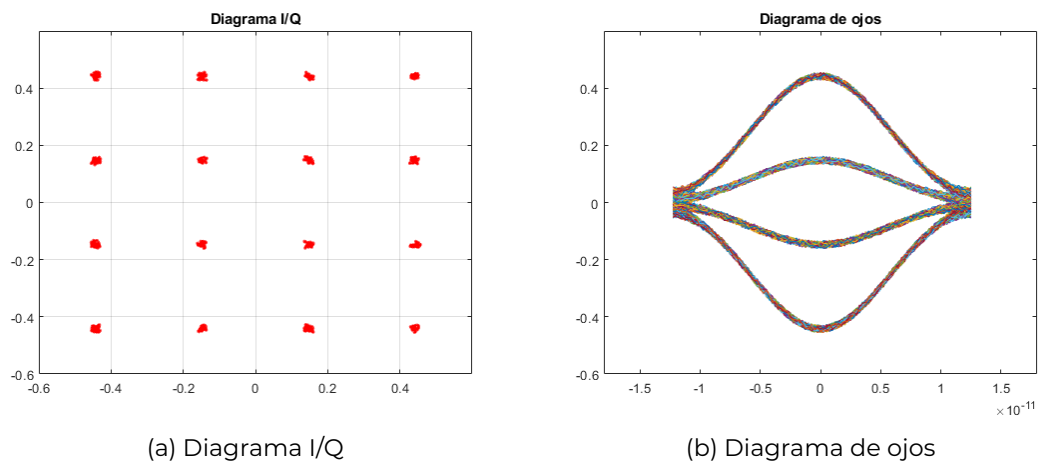 Diagrama I/Q
0.4
0.2
0
-0.2
-0.4
-0.6
-0.6 -0.4 -0.2 0 0.2 0.4
(a) Diagrama I/Q
Diagrama de ojos
0.4
0.2
0
-0.2
-0.4
-0.6
-1.5 -1 -0.5 0 0.5 1 1.5
× 10-11
(b) Diagrama de ojos